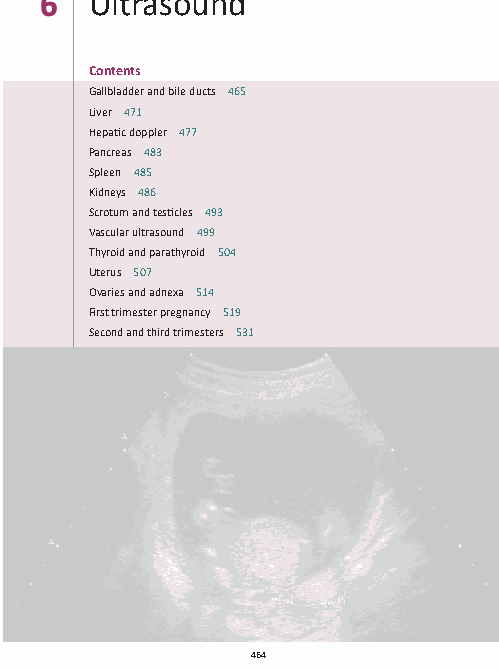 6 Ultrasound
Contents
Gallbladder and bile ducts 465
Liver 471
Hepatic doppler 477
Pancreas 483
Spleen 485
Kidneys 486
Scrotum and testicles 493
Vascular ultrasound 499
Thyroid and parathyroid 504
Uterus 507
Ovaries and adnexa 514
First trimester pregnancy 519
Second and third trimesters 531
464